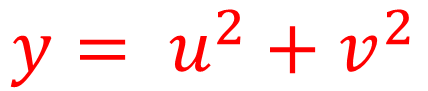 y = u² + v²